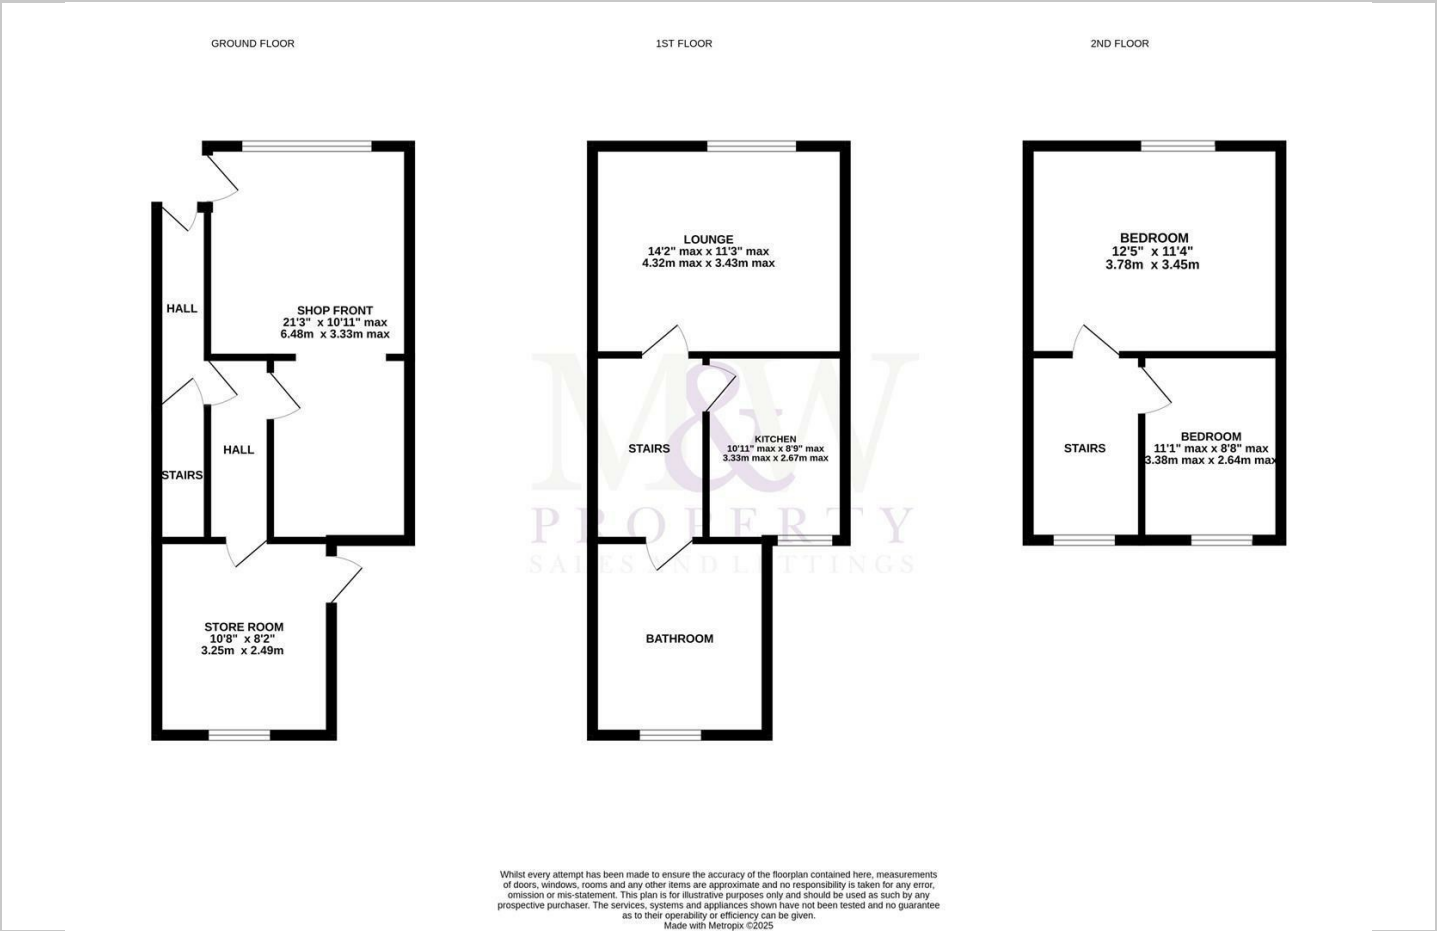 GROUND FLOOR
1ST FLOOR
2ND FLOOR
HALL
SHOP FRONT
21'3" x 10'11" max
6.48m x 3.33m max
HALL
STAIRS
STORE ROOM
10'8" x 8'2"
3.25m x 2.49m
LOUNGE
14'2" max x 11'3" max
4.32m max x 3.43m max
STAIRS
KITCHEN
10'11" max x 8'9" max
3.33m max x 2.67m max
BATHROOM
BEDROOM
12'5" x 11'4"
3.78m x 3.45m
STAIRS
BEDROOM
11'1" max x 8'8" max
3.38m max x 2.64m max
M&W
PROPERTY
SALES AND LETTINGS
Whilst every attempt has been made to ensure the accuracy of the floorplan contained here, measurements
of doors, windows, rooms and any other items are approximate and no responsibility is taken for any error,
omission or mis-statement. This plan is for illustrative purposes only and should be used as such by any
prospective purchaser. The services, systems and appliances shown have not been tested and no guarantee
as to their operability or efficiency can be given.
Made with Metropix ©2025